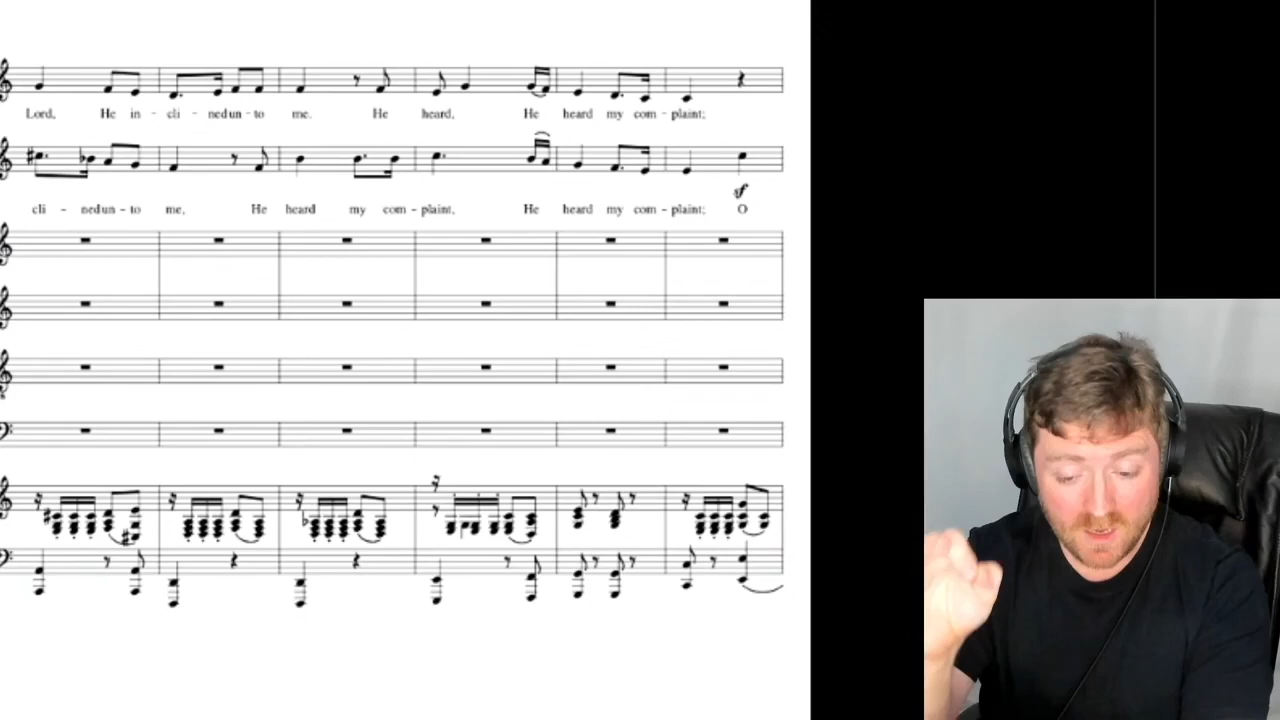 Lord, He in - cli - ned un - to me. He heard, He heard my com - plaint;
sf
cli - ned un - to me, He heard my com - plaint, He heard my com - plaint; O